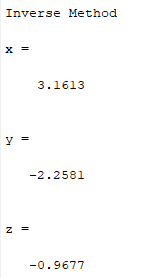 Inverse Method
x =
3.1613
y =
-2.2581
z =
-0.9677